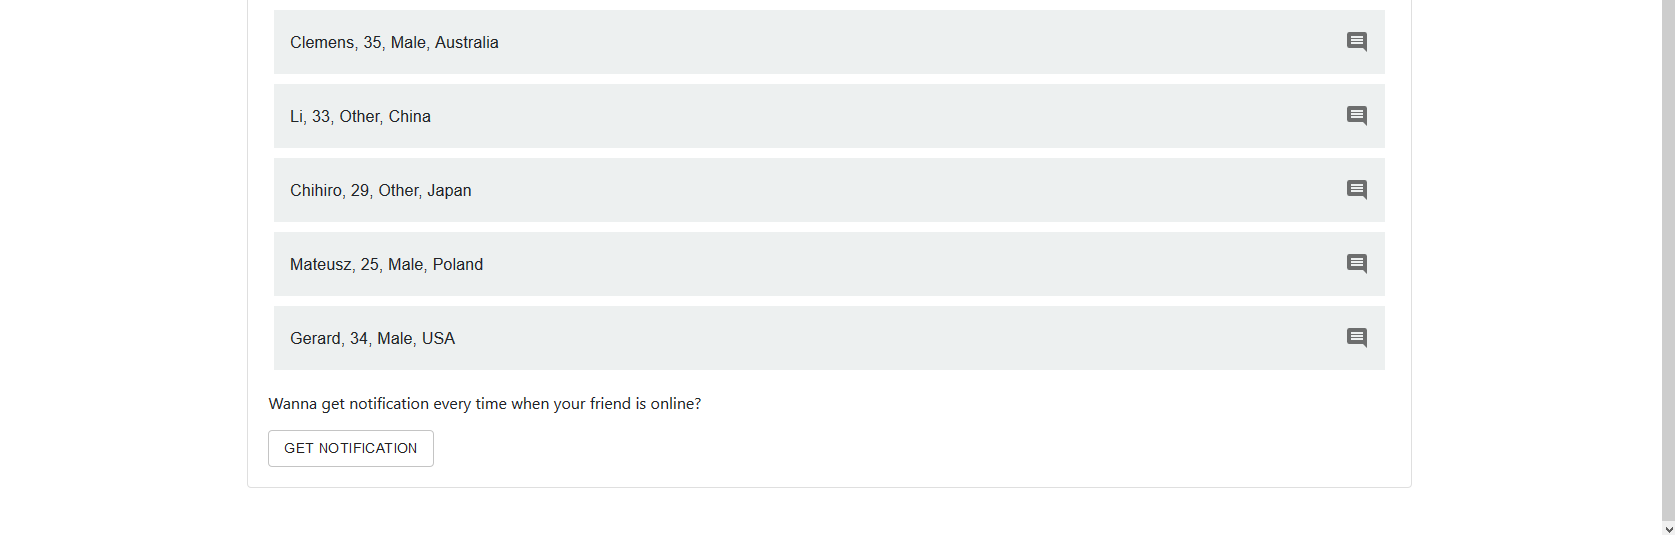 Clemens, 35, Male, Australia
Li, 33, Other, China
Chihiro, 29, Other, Japan
Mateusz, 25, Male, Poland
Gerard, 34, Male, USA
Wanna get notification every time when your friend is online?
GET NOTIFICATION